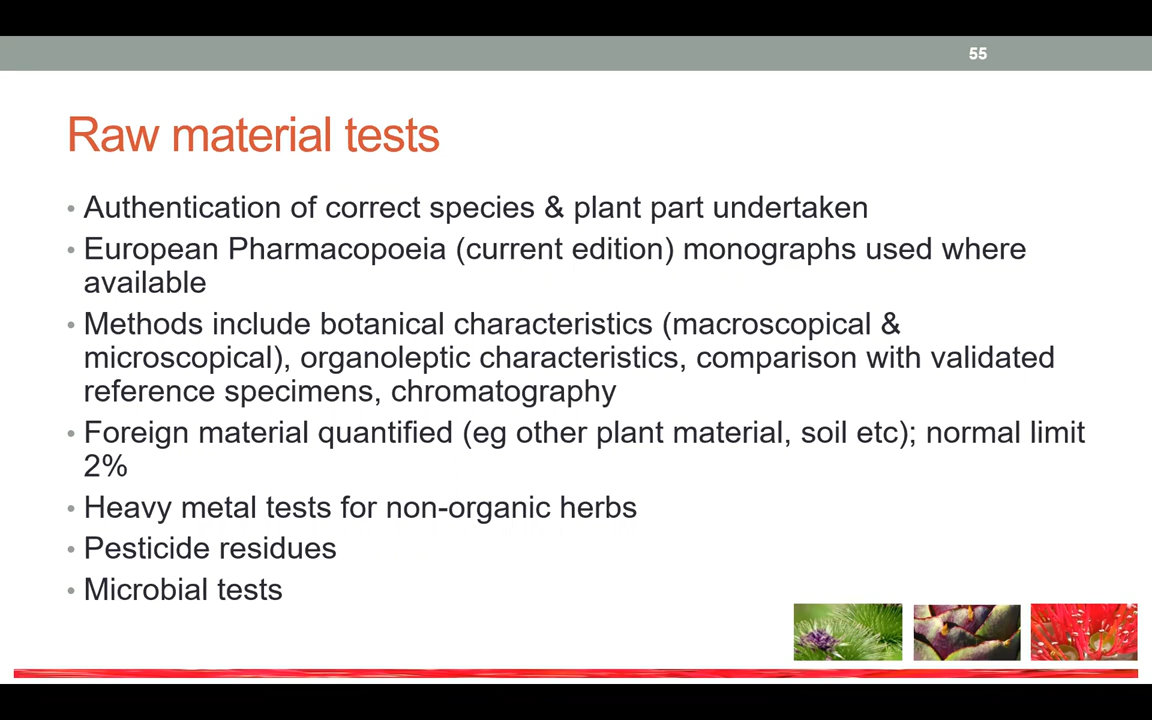 55
Raw material tests
• Authentication of correct species & plant part undertaken
• European Pharmacopoeia (current edition) monographs used where
available
• Methods include botanical characteristics (macroscopical &
microscopical), organoleptic characteristics, comparison with validated
reference specimens, chromatography
• Foreign material quantified (eg other plant material, soil etc); normal limit
2%
• Heavy metal tests for non-organic herbs
• Pesticide residues
• Microbial tests